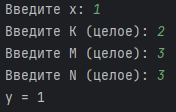 Введите x: 1
Введите K (целое): 2
Введите M (целое): 3
Введите N (целое): 3
y = 1